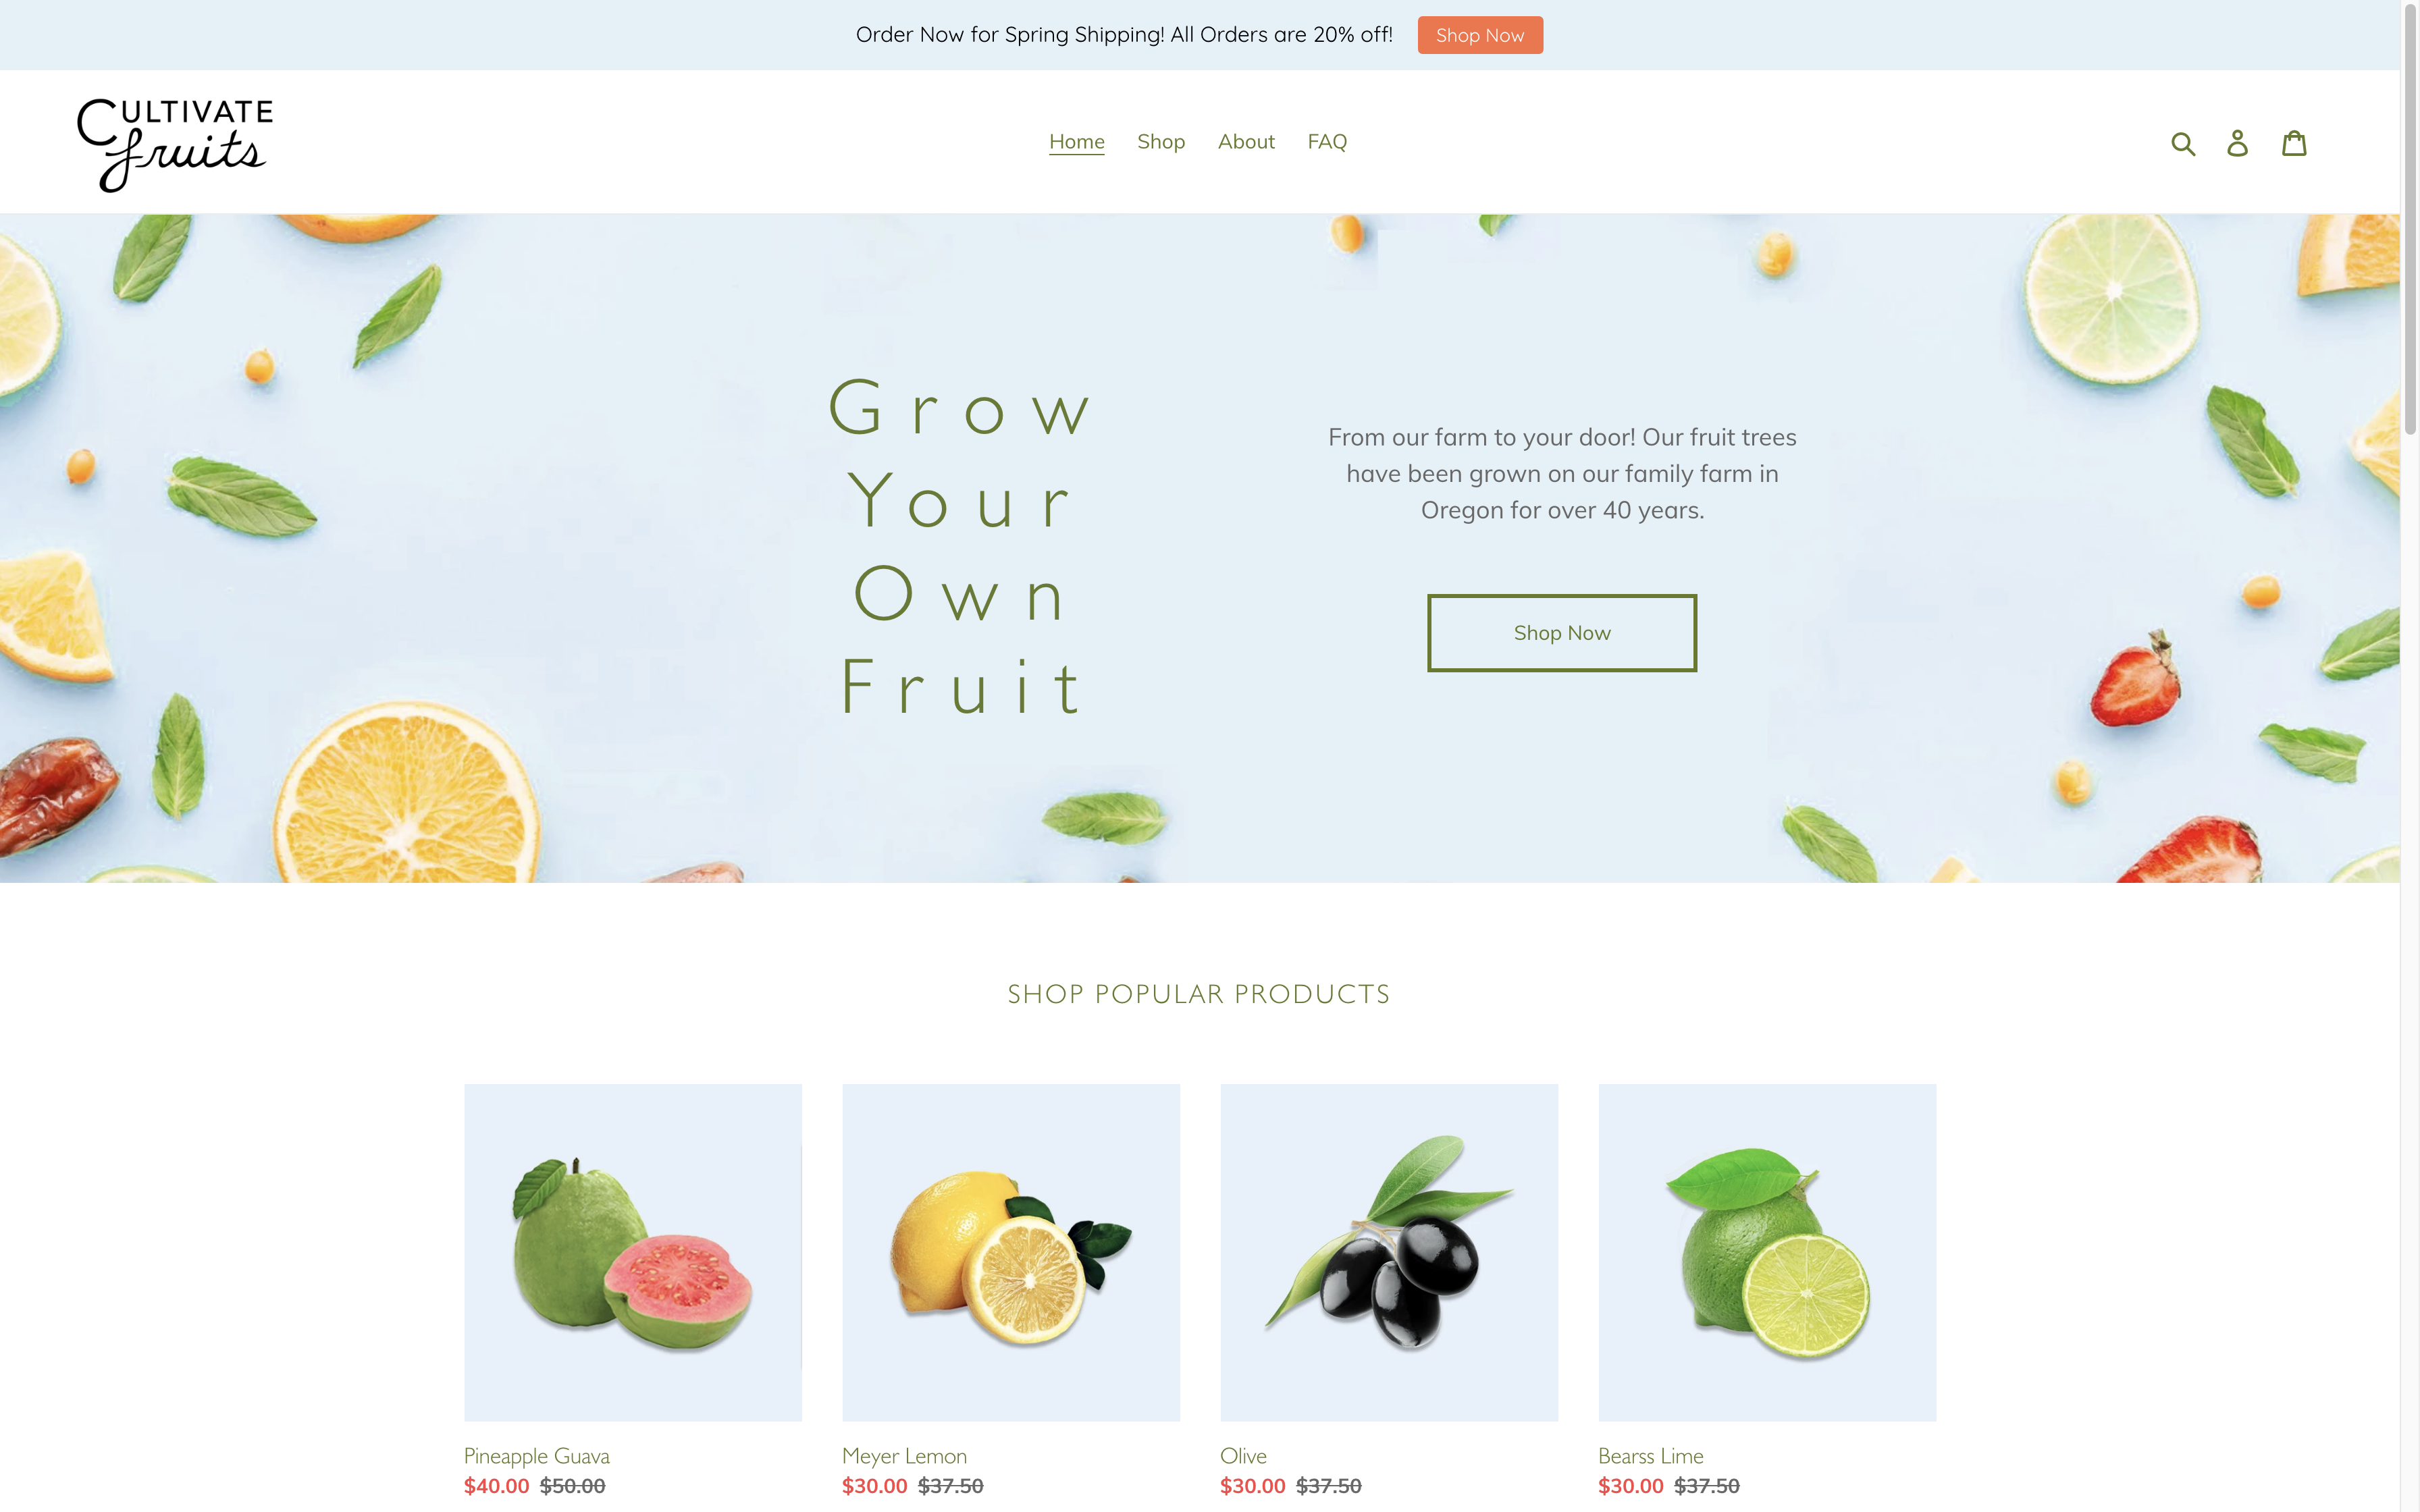 Order Now for Spring Shipping! All Orders are 20% off!
Shop Now
CULTIVATE
fruits
Home
Shop
About
FAQ
Grow
Your
Own
Fruit
From our farm to your door! Our fruit trees
have been grown on our family farm in
Oregon for over 40 years.
Shop Now
SHOP POPULAR PRODUCTS
Pineapple Guava
$40.00 $50.00
Meyer Lemon
$30.00 $37.50
Olive
$30.00 $37.50
Bearss Lime
$30.00 $37.50